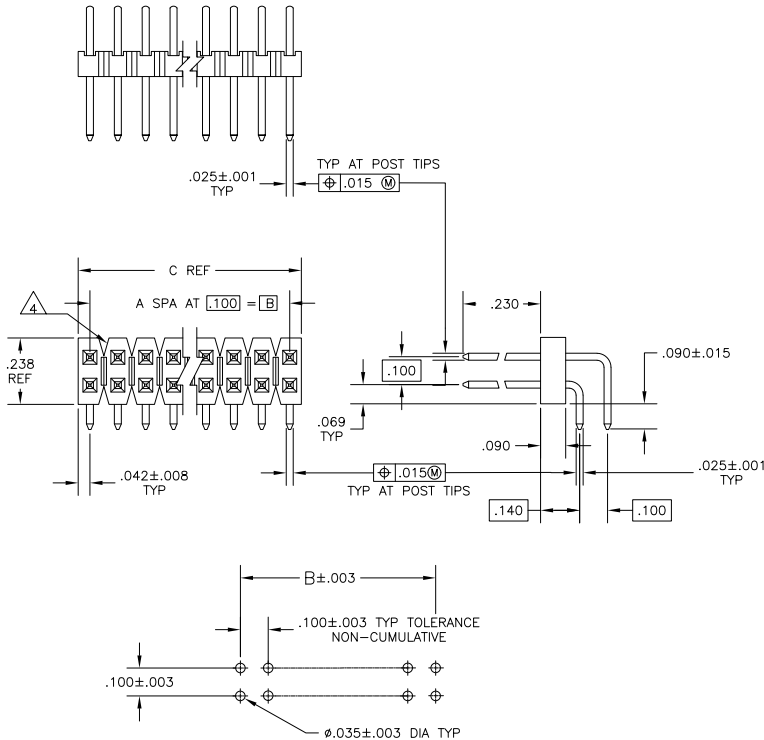 TYP AT POST TIPS
.025±.001
TYP
⌖ .015 Ⓜ
C REF
4
A SPA AT .100 = B
.230
.238
REF
.100
.090±.015
.069
TYP
.090
.042±.008
TYP
⌖ .015Ⓜ
TYP AT POST TIPS
.025±.001
TYP
.140
.100
B±.003
.100±.003 TYP TOLERANCE
NON-CUMULATIVE
.100±.003
ø.035±.003 DIA TYP